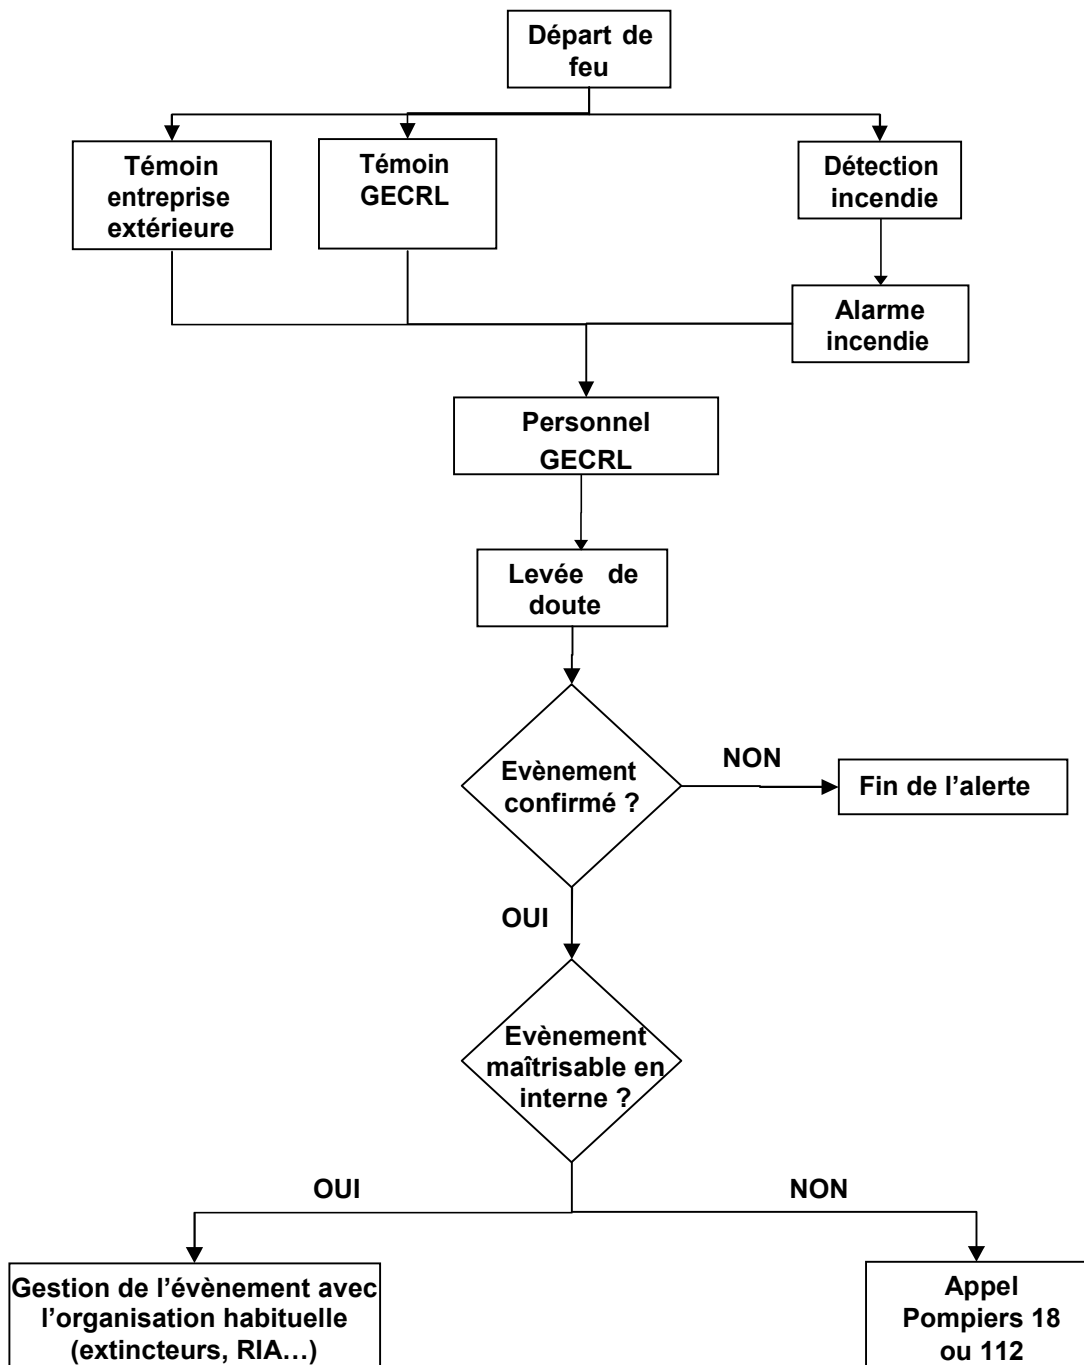 Départ de
feu
Témoin
entreprise
extérieure
Témoin
GECRL
Détection
incendie
Alarme
incendie
Personnel
GECRL
Levée de
doute
Evènement
confirmé ?
NON
Fin de l’alerte
OUI
Evènement
maîtrisable en
interne ?
OUI
NON
Gestion de l’évènement avec
l’organisation habituelle
(extincteurs, RIA…)
Appel
Pompiers 18
ou 112